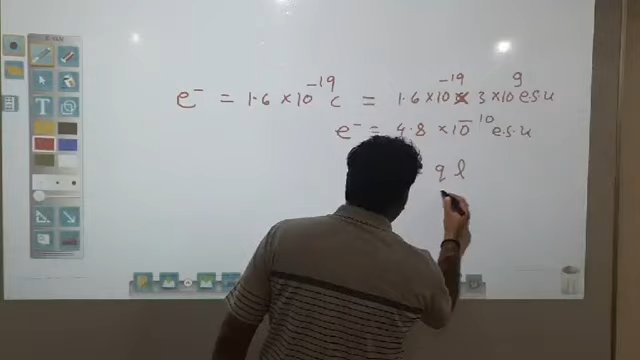 e⁻ = 1.6 × 10⁻¹⁹ c = 1.6 × 10⁻¹⁹ × 3 × 10⁹ e.s.u
e⁻ = 4.8 × 10⁻¹⁰ e.s.u
q l
T